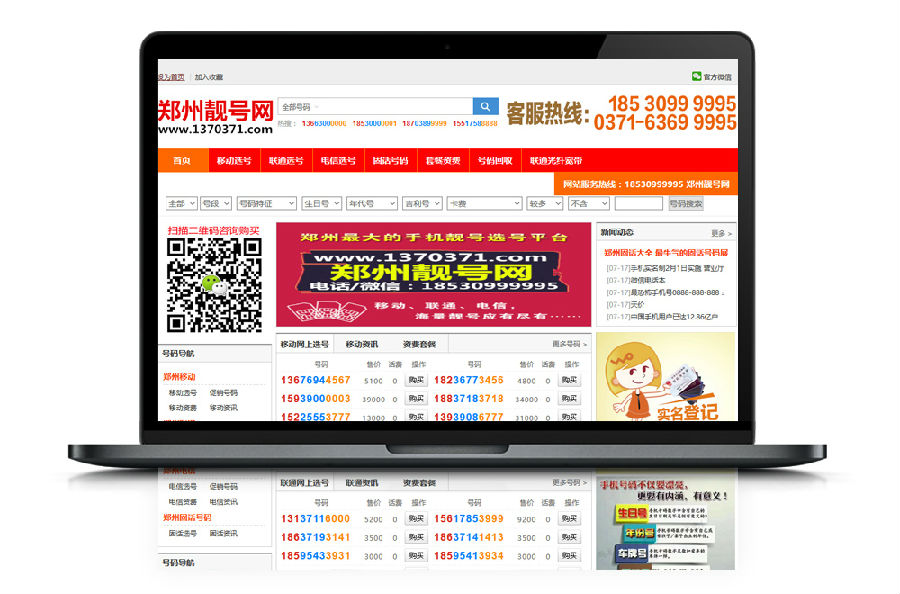 设为首页 | 加入收藏
官方微信
郑州靓号网
www.1370371.com
全部号码
客服热线:
185 3099 9995
0371-6369 9995
热搜：
首页 移动选号 联通选号 电信选号 固话号码 套餐资费 号码回收 联通光纤宽带
网站服务热线：18530999995 郑州靓号网
全部 号段 号码特征 生日号 年代号 吉利号 卡费 较多 不含 号码搜索
扫描二维码咨询购买
郑州最大的手机靓号选号平台
www.1370371.com
郑州靓号网
电话/微信：18530999995
移动、联通、电信，
海量靓号应有尽有······
新闻动态 更多 >
郑州固话大全 最牛气的固话号码展
[07-17]手机实名制2月1日实施 营业厅
[07-17]微信电话本
[07-17]最恐怖手机号0888-888-888 ..
[07-17]天价
[07-17]中国手机用户已达12.86亿户
号码导航
郑州移动
移动选号 促销号码
移动资费 移动资讯
移动网上选号 移动资讯 资费套餐 更多号码 >
号码 售价 话费 操作 号码 售价 话费 操作
13676944567 5100 0 购买 18236773456 4800 0 购买
15939000003 39000 0 购买 18837183718 34000 0 购买
15225553777 13000 0 购买 13939086777 31000 0 购买
实名登记
郑州电信
电信选号 促销号码
电信资费 电信资讯
郑州固话号码
固话选号 固话资讯
号码导航
联通网上选号 联通资讯 资费套餐 更多号码 >
号码 售价 话费 操作 号码 售价 话费 操作
13137116000 5200 0 购买 15617853999 9200 0 购买
18637193141 3500 0 购买 18637141413 3500 0 购买
18595433931 3000 0 购买 18595413934 3000 0 购买
手机号码不仅要漂亮，
更要有内涵、有意义！
生日号
年份号
车牌号